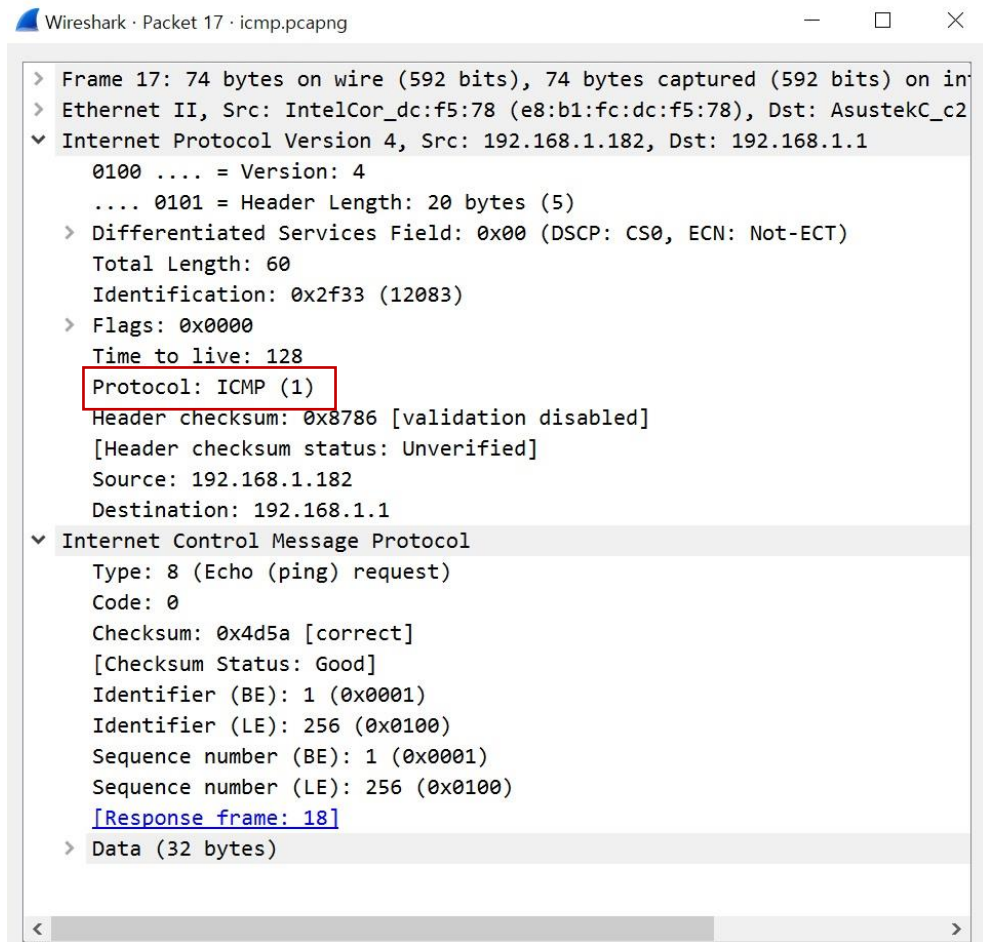 Wireshark · Packet 17 · icmp.pcapng
Frame 17: 74 bytes on wire (592 bits), 74 bytes captured (592 bits) on in
Ethernet II, Src: IntelCor_dc:f5:78 (e8:b1:fc:dc:f5:78), Dst: AsustekC_c2
Internet Protocol Version 4, Src: 192.168.1.182, Dst: 192.168.1.1
0100 .... = Version: 4
.... 0101 = Header Length: 20 bytes (5)
Differentiated Services Field: 0x00 (DSCP: CS0, ECN: Not-ECT)
Total Length: 60
Identification: 0x2f33 (12083)
Flags: 0x0000
Time to live: 128
Protocol: ICMP (1)
Header checksum: 0x8786 [validation disabled]
[Header checksum status: Unverified]
Source: 192.168.1.182
Destination: 192.168.1.1
Internet Control Message Protocol
Type: 8 (Echo (ping) request)
Code: 0
Checksum: 0x4d5a [correct]
[Checksum Status: Good]
Identifier (BE): 1 (0x0001)
Identifier (LE): 256 (0x0100)
Sequence number (BE): 1 (0x0001)
Sequence number (LE): 256 (0x0100)
[Response frame: 18]
Data (32 bytes)